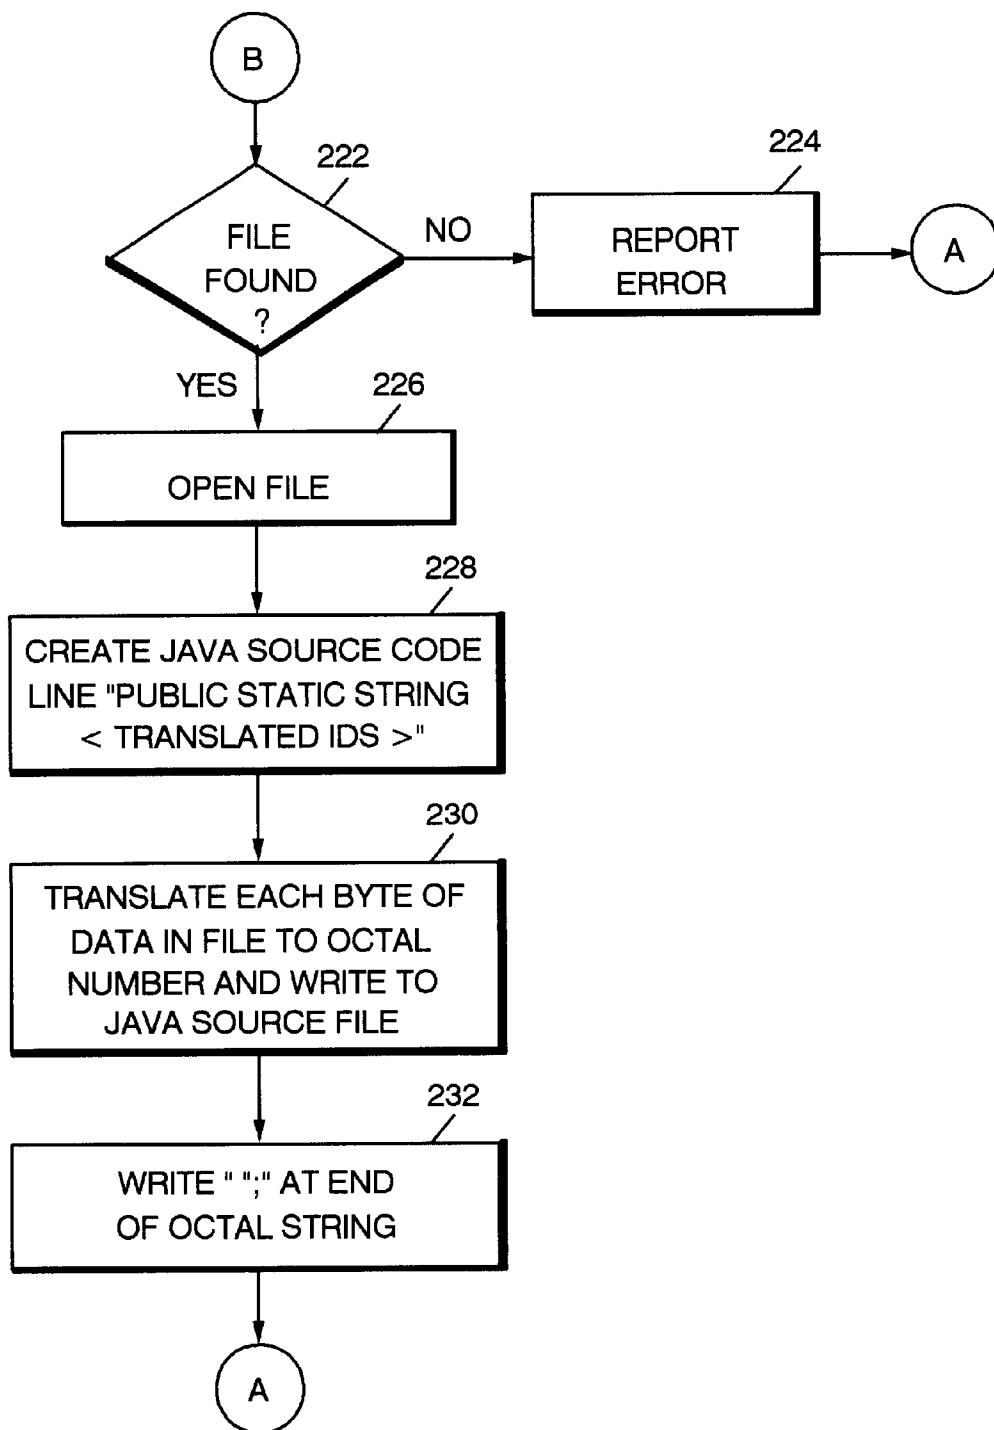 B
222
FILE
FOUND
?
NO
224
REPORT
ERROR
A
YES
226
OPEN FILE
228
CREATE JAVA SOURCE CODE
LINE "PUBLIC STATIC STRING
< TRANSLATED IDS >"
230
TRANSLATE EACH BYTE OF
DATA IN FILE TO OCTAL
NUMBER AND WRITE TO
JAVA SOURCE FILE
232
WRITE " ";" AT END
OF OCTAL STRING
A